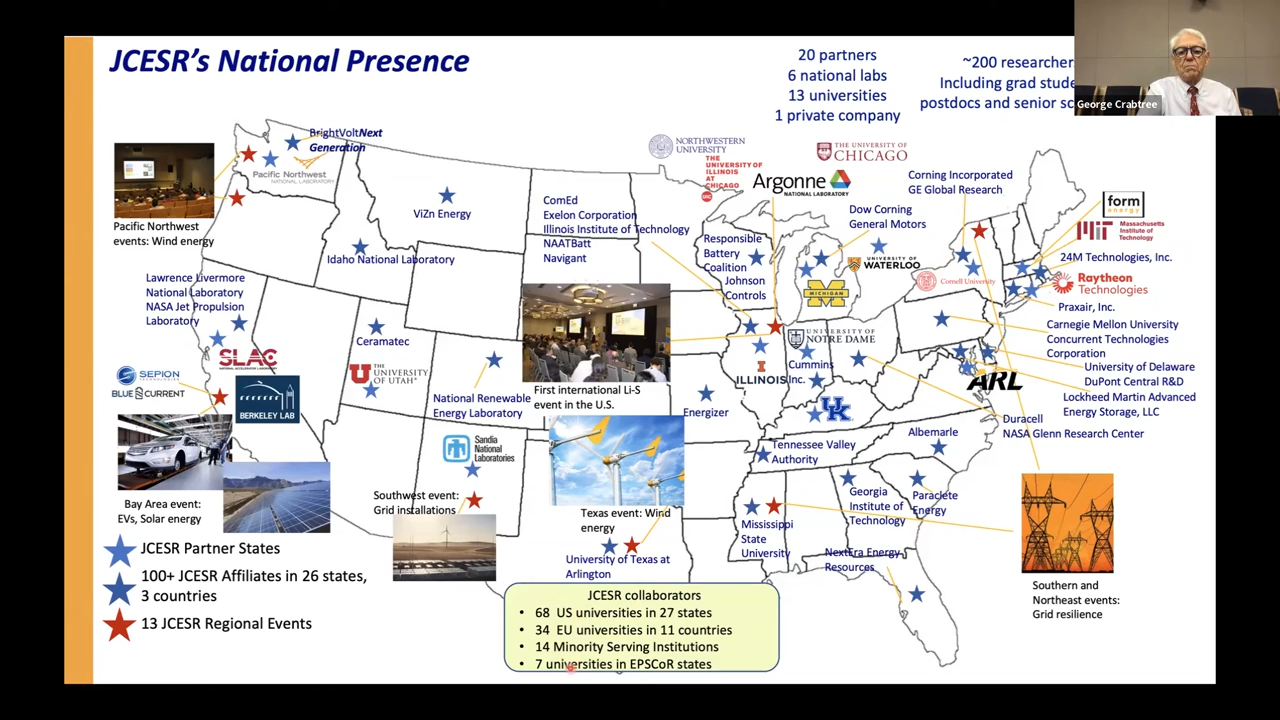 JCESR's National Presence
20 partners
6 national labs
13 universities
1 private company
~200 researchers
Including grad
postdocs and senior
George Crabtree
BrightVoltNext
Generation
Pacific Northwest
NATIONAL LABORATORY
Pacific Northwest
events: Wind energy
ViZn Energy
Idaho National Laboratory
Lawrence Livermore
National Laboratory
NASA Jet Propulsion
Laboratory
SLAC
NATIONAL ACCELERATOR LABORATORY
SEPION
TECHNOLOGIES
BLUE CURRENT
BERKELEY LAB
Bay Area event:
EVs, Solar energy
Ceramatec
THE
UNIVERSITY
OF UTAH
National Renewable
Energy Laboratory
Sandia
National
Laboratories
Southwest event:
Grid installations
ComEd
Exelon Corporation
Illinois Institute of Technology
NAATBatt
Navigant
First international Li-S
event in the U.S.
Texas event: Wind
energy
University of Texas at
Arlington
NORTHWESTERN
UNIVERSITY
THE
UNIVERSITY OF
ILLINOIS
AT
CHICAGO
UIC
THE UNIVERSITY OF
CHICAGO
Argonne
NATIONAL LABORATORY
Responsible
Battery
Coalition
Johnson
Controls
Dow Corning
General Motors
UNIVERSITY OF
WATERLOO
MICHIGAN
UNIVERSITY OF
NOTRE DAME
I
ILLINOIS
Cummins
Inc.
UK
Energizer
Tennessee Valley
Authority
Mississippi
State
University
Georgia
Institute of
Technology
NextEra Energy
Resources
Albemarle
Paraclete
Energy
Corning Incorporated
GE Global Research
Cornell University
form
energy
MIT
Massachusetts
Institute of
Technology
24M Technologies, Inc.
Raytheon
Technologies
Praxair, Inc.
Carnegie Mellon University
Concurrent Technologies
Corporation
University of Delaware
DuPont Central R&D
ARL
Lockheed Martin Advanced
Energy Storage, LLC
Duracell
NASA Glenn Research Center
Southern and
Northeast events:
Grid resilience
JCESR Partner States
100+ JCESR Affiliates in 26 states,
3 countries
13 JCESR Regional Events
JCESR collaborators
• 68 US universities in 27 states
• 34 EU universities in 11 countries
• 14 Minority Serving Institutions
• 7 universities in EPSCoR states